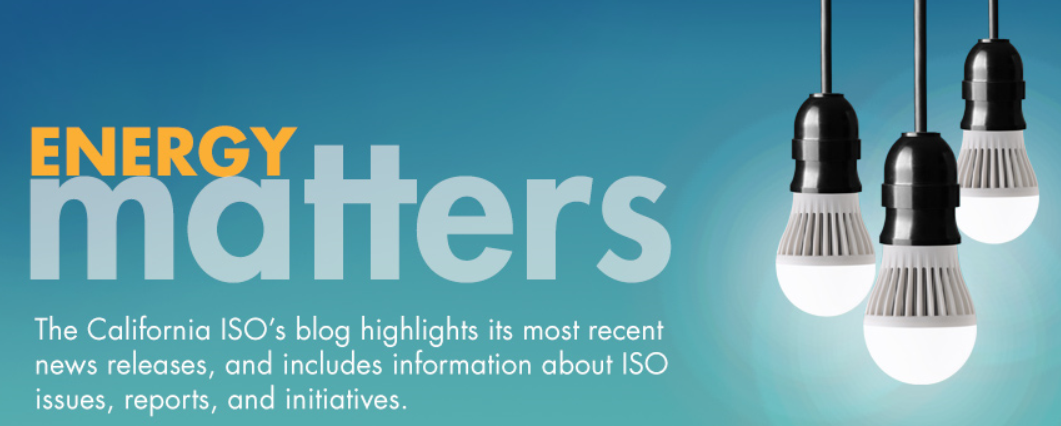 ENERGY
matters
The California ISO's blog highlights its most recent
news releases, and includes information about ISO
issues, reports, and initiatives.